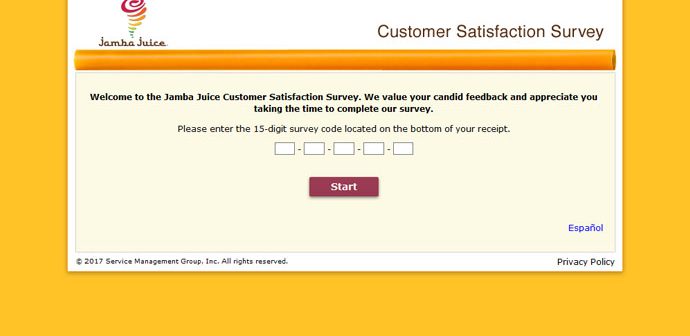 Jamba Juice
Customer Satisfaction Survey
Welcome to the Jamba Juice Customer Satisfaction Survey. We value your candid feedback and appreciate you
taking the time to complete our survey.
Please enter the 15-digit survey code located on the bottom of your receipt.
- - - -
Start
Español
© 2017 Service Management Group, Inc. All rights reserved.
Privacy Policy